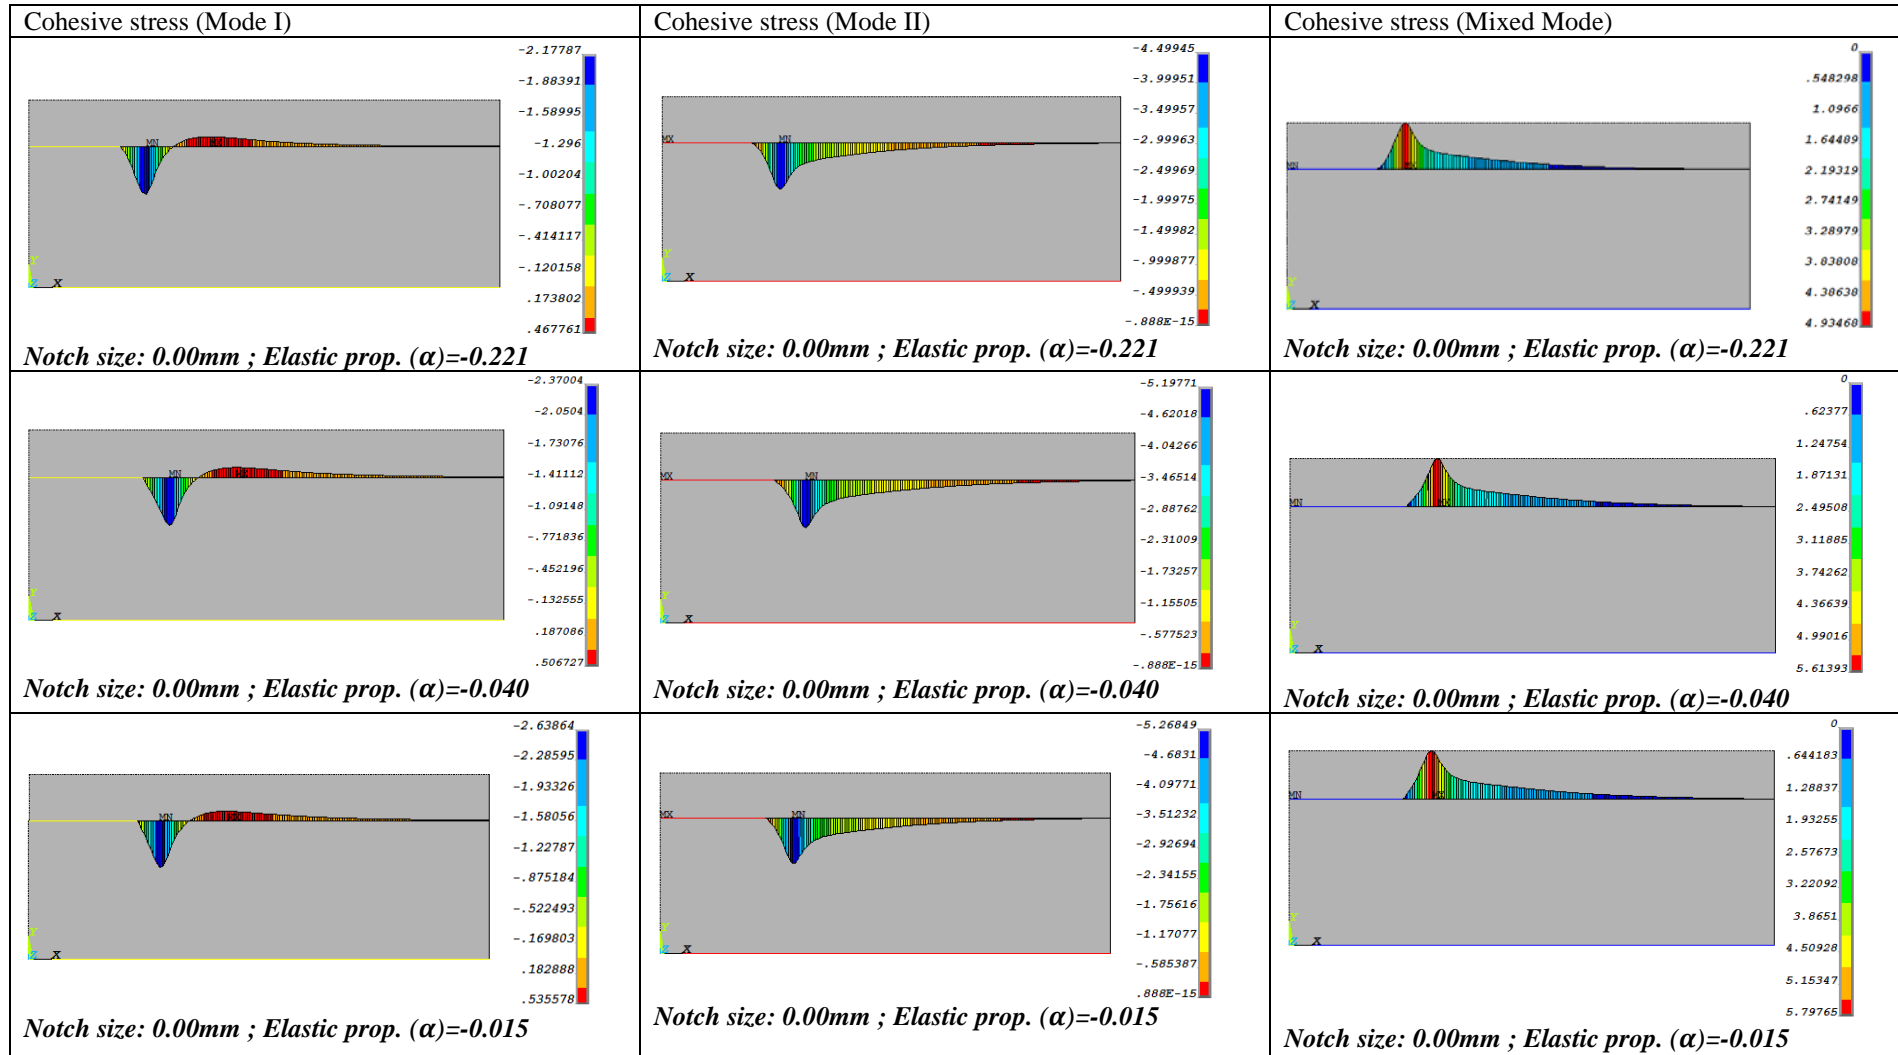 Cohesive stress (Mode I)
Cohesive stress (Mode II)
Cohesive stress (Mixed Mode)
-2.17787
-1.88391
-1.58995
-1.296
-1.00204
-.708077
-.414117
-.120158
.173802
.467761
MN
MX
Y
Z X
Notch size: 0.00mm ; Elastic prop. (α)=-0.221
-4.49945
-3.99951
-3.49957
-2.99963
-2.49969
-1.99975
-1.49982
-.999877
-.499939
-.888E-15
MX
MN
Y
Z X
Notch size: 0.00mm ; Elastic prop. (α)=-0.221
0
.548298
1.0966
1.64489
2.19319
2.74149
3.28979
3.83808
4.38638
4.93468
MN
MX
Y
Z X
Notch size: 0.00mm ; Elastic prop. (α)=-0.221
-2.37004
-2.0504
-1.73076
-1.41112
-1.09148
-.771836
-.452196
-.132555
.187086
.506727
MN
MX
Y
Z X
Notch size: 0.00mm ; Elastic prop. (α)=-0.040
-5.19771
-4.62018
-4.04266
-3.46514
-2.88762
-2.31009
-1.73257
-1.15505
-.577523
-.888E-15
MX
MN
Y
Z X
Notch size: 0.00mm ; Elastic prop. (α)=-0.040
0
.62377
1.24754
1.87131
2.49508
3.11885
3.74262
4.36639
4.99016
5.61393
MN
MX
Y
Z X
Notch size: 0.00mm ; Elastic prop. (α)=-0.040
-2.63864
-2.28595
-1.93326
-1.58056
-1.22787
-.875184
-.522493
-.169803
.182888
.535578
MN
MX
Y
Z X
Notch size: 0.00mm ; Elastic prop. (α)=-0.015
-5.26849
-4.6831
-4.09771
-3.51232
-2.92694
-2.34155
-1.75616
-1.17077
-.585387
.888E-15
MX
MN
Y
Z X
Notch size: 0.00mm ; Elastic prop. (α)=-0.015
0
.644183
1.28837
1.93255
2.57673
3.22092
3.8651
4.50928
5.15347
5.79765
MN
MX
Y
Z X
Notch size: 0.00mm ; Elastic prop. (α)=-0.015